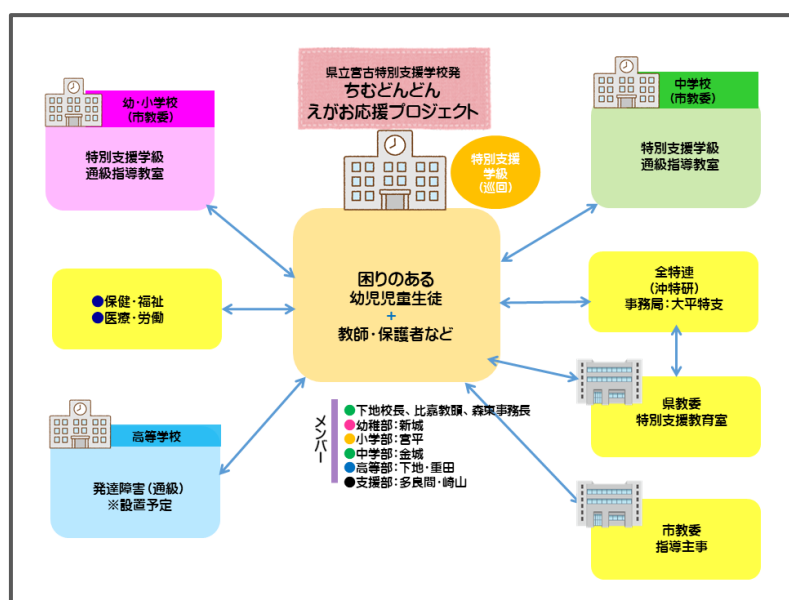 県立宮古特別支援学校発
ちむどんどん
えがお応援プロジェクト
幼・小学校
(市教委)
特別支援学級
通級指導教室
特別支援
学級
(巡回)
中学校
(市教委)
特別支援学級
通級指導教室
困りのある
幼児児童生徒
+
教師・保護者など
●保健・福祉
●医療・労働
全特連
(沖特研)
事務局:大平特支
県教委
特別支援教育室
高等学校
発達障害(通級)
※設置予定
メンバー
●下地校長、比嘉教頭、森東事務長
●幼稚部:新城
●小学部:宮平
●中学部:金城
●高等部:下地・重田
●支援部:多良間・崎山
市教委
指導主事